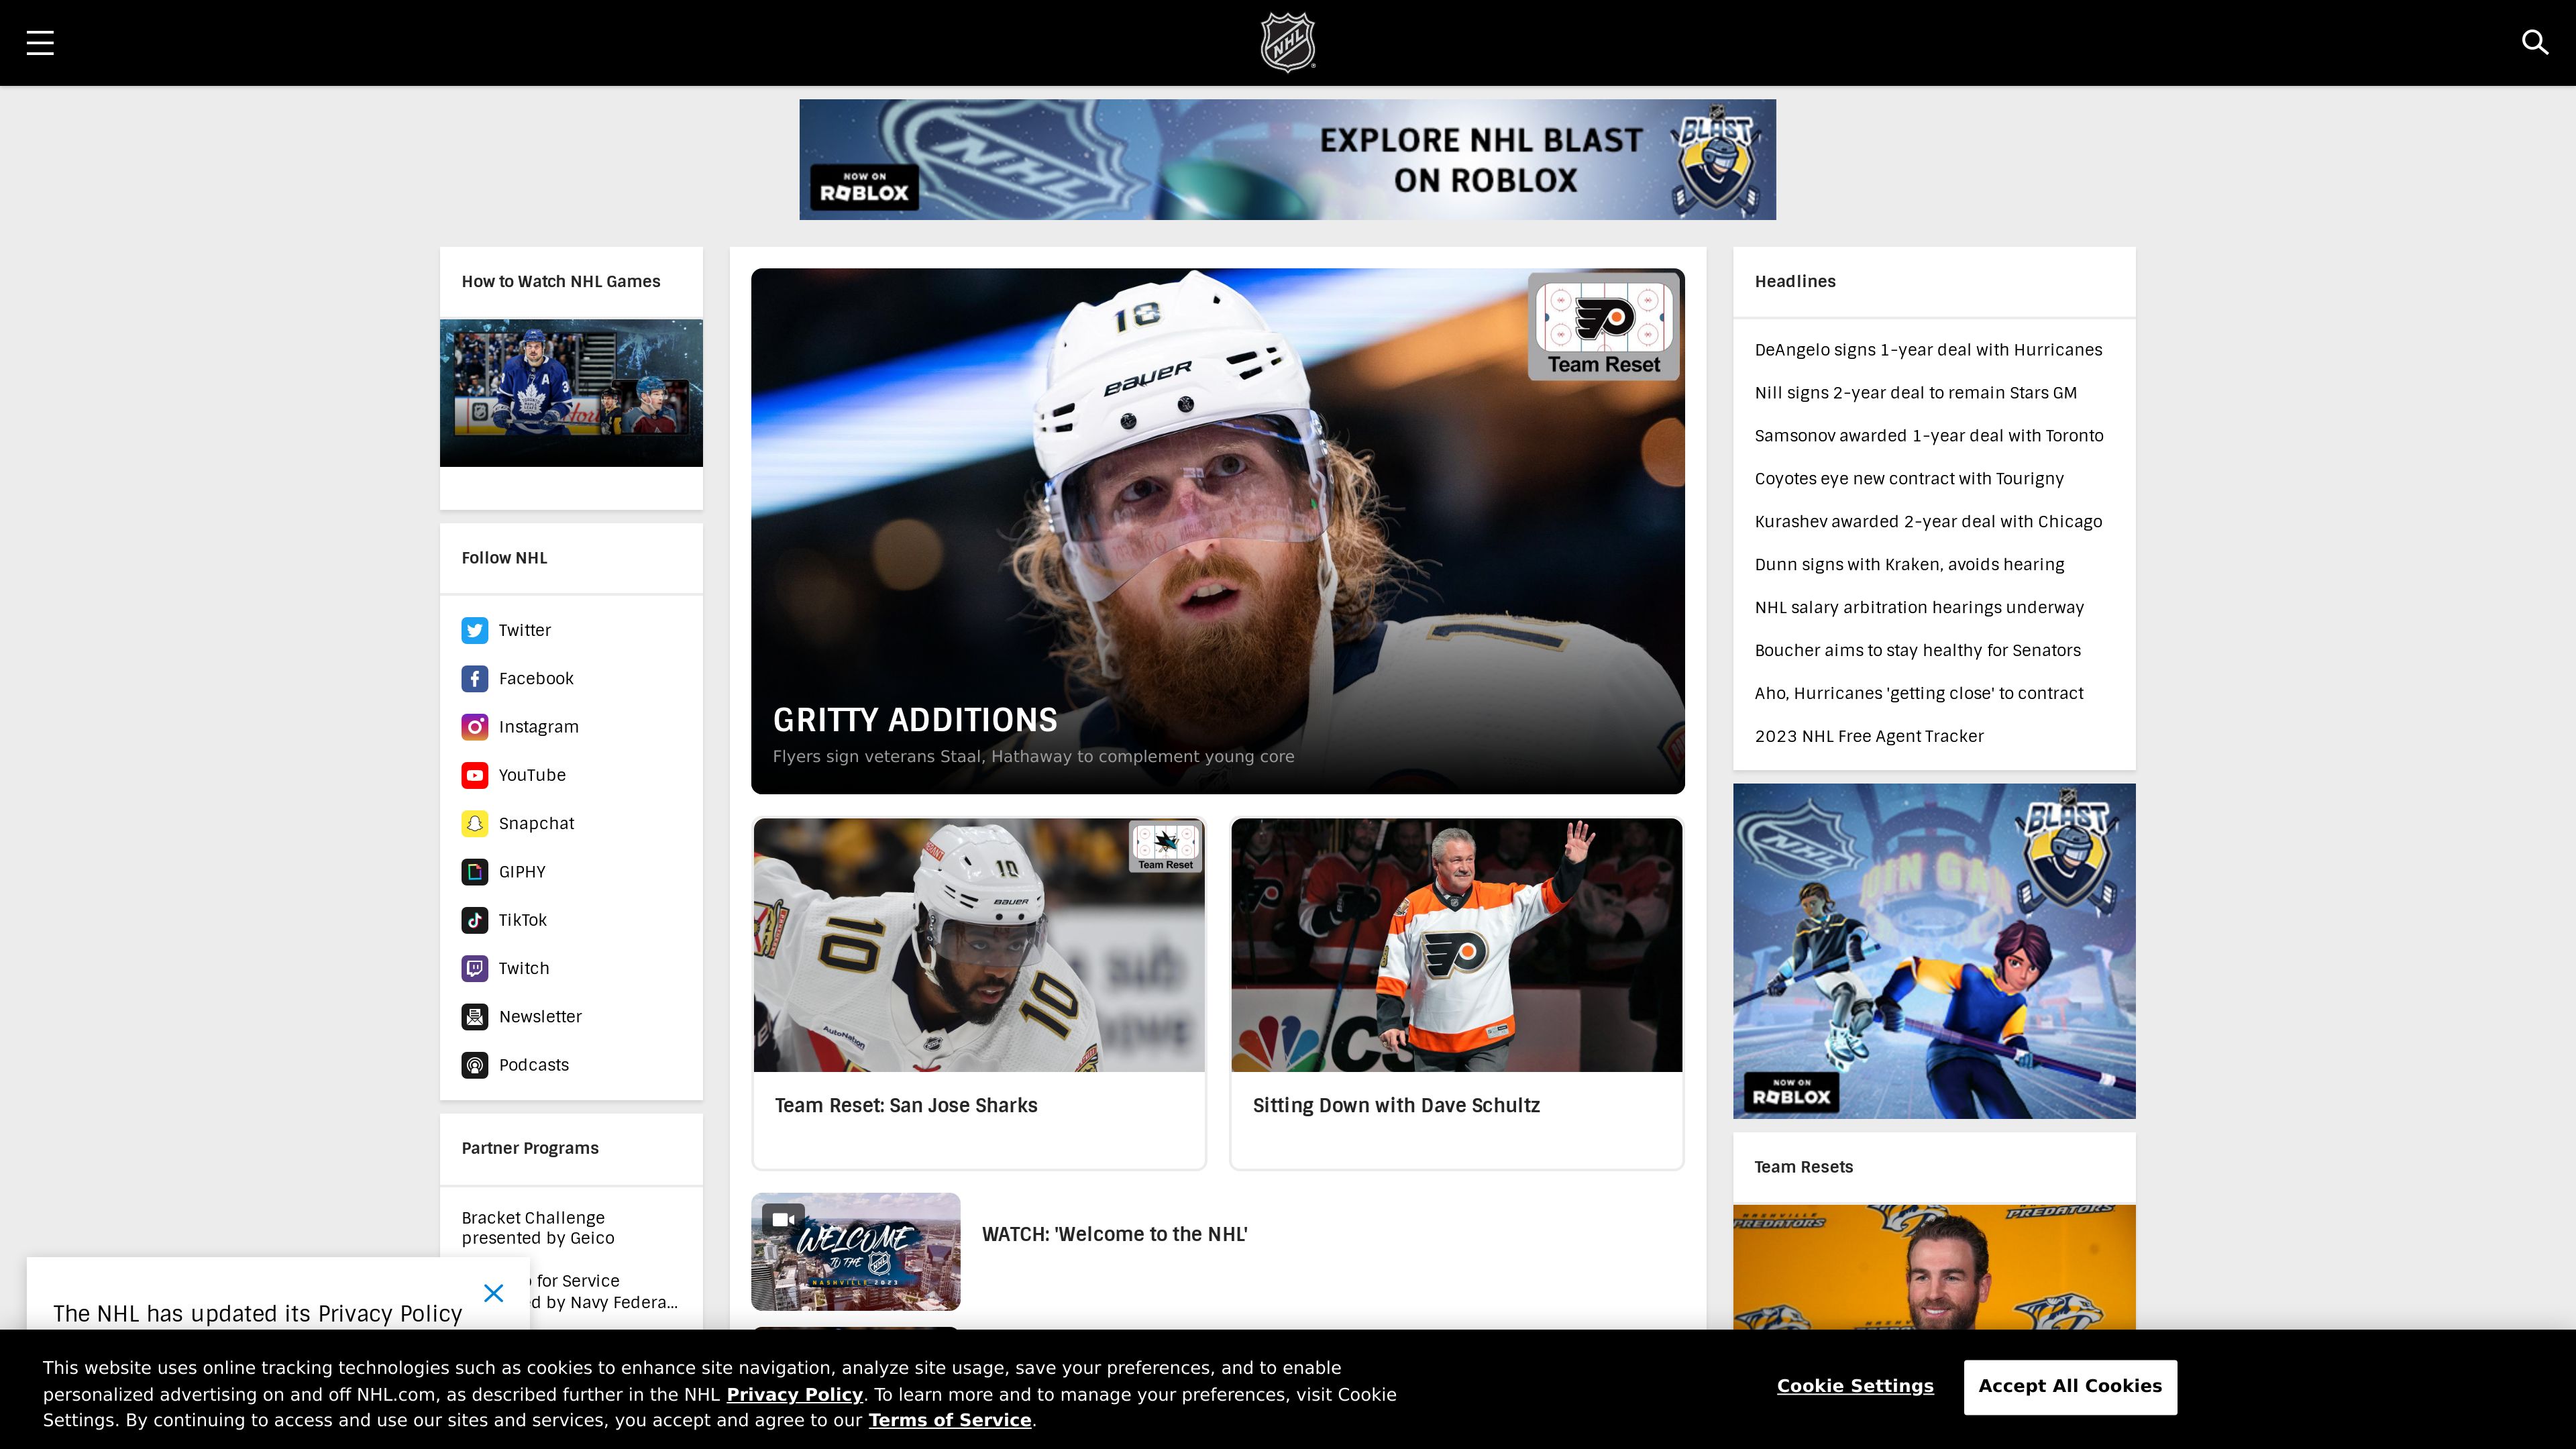 NHL
NHL
NOW ON
ROBLOX
EXPLORE NHL BLAST
ON ROBLOX
BLAST
How to Watch NHL Games
Follow NHL
Twitter
Facebook
Instagram
YouTube
Snapchat
GIPHY
TikTok
Twitch
Newsletter
Podcasts
Partner Programs
Bracket Challenge
presented by Geico
for Service
by Navy Federa...
18
BAUER
Team Reset
GRITTY ADDITIONS
Flyers sign veterans Staal, Hathaway to complement young core
10
BAUER
10
10
AutoNation
Team Reset
Team Reset: San Jose Sharks
Sitting Down with Dave Schultz
WELCOME
TO THE
NHL
NASHVILLE 2023
WATCH: 'Welcome to the NHL'
Headlines
DeAngelo signs 1-year deal with Hurricanes
Nill signs 2-year deal to remain Stars GM
Samsonov awarded 1-year deal with Toronto
Coyotes eye new contract with Tourigny
Kurashev awarded 2-year deal with Chicago
Dunn signs with Kraken, avoids hearing
NHL salary arbitration hearings underway
Boucher aims to stay healthy for Senators
Aho, Hurricanes 'getting close' to contract
2023 NHL Free Agent Tracker
NHL
BLAST
NOW ON
ROBLOX
Team Resets
NASHVILLE
PREDATORS
PREDATORS
The NHL has updated its Privacy Policy
This website uses online tracking technologies such as cookies to enhance site navigation, analyze site usage, save your preferences, and to enable
personalized advertising on and off NHL.com, as described further in the NHL Privacy Policy. To learn more and to manage your preferences, visit Cookie
Settings. By continuing to access and use our sites and services, you accept and agree to our Terms of Service.
Cookie Settings
Accept All Cookies